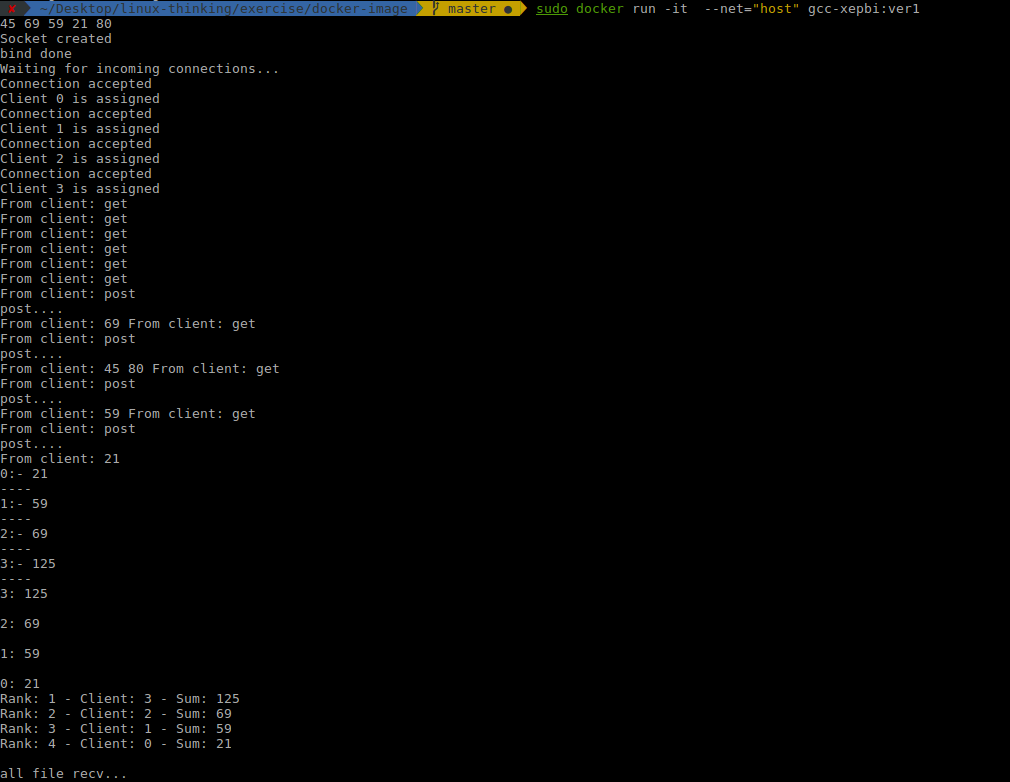 ✘ ~/Desktop/linux-thinking/exercise/docker-image master ● sudo docker run -it  --net="host" gcc-xepbi:ver1
45 69 59 21 80
Socket created
bind done
Waiting for incoming connections...
Connection accepted
Client 0 is assigned
Connection accepted
Client 1 is assigned
Connection accepted
Client 2 is assigned
Connection accepted
Client 3 is assigned
From client: get
From client: get
From client: get
From client: get
From client: get
From client: get
From client: post
post....
From client: 69 From client: get
From client: post
post....
From client: 45 80 From client: get
From client: post
post....
From client: 59 From client: get
From client: post
post....
From client: 21
0:- 21
----
1:- 59
----
2:- 69
----
3:- 125
----
3: 125
2: 69
1: 59
0: 21
Rank: 1 - Client: 3 - Sum: 125
Rank: 2 - Client: 2 - Sum: 69
Rank: 3 - Client: 1 - Sum: 59
Rank: 4 - Client: 0 - Sum: 21
all file recv...